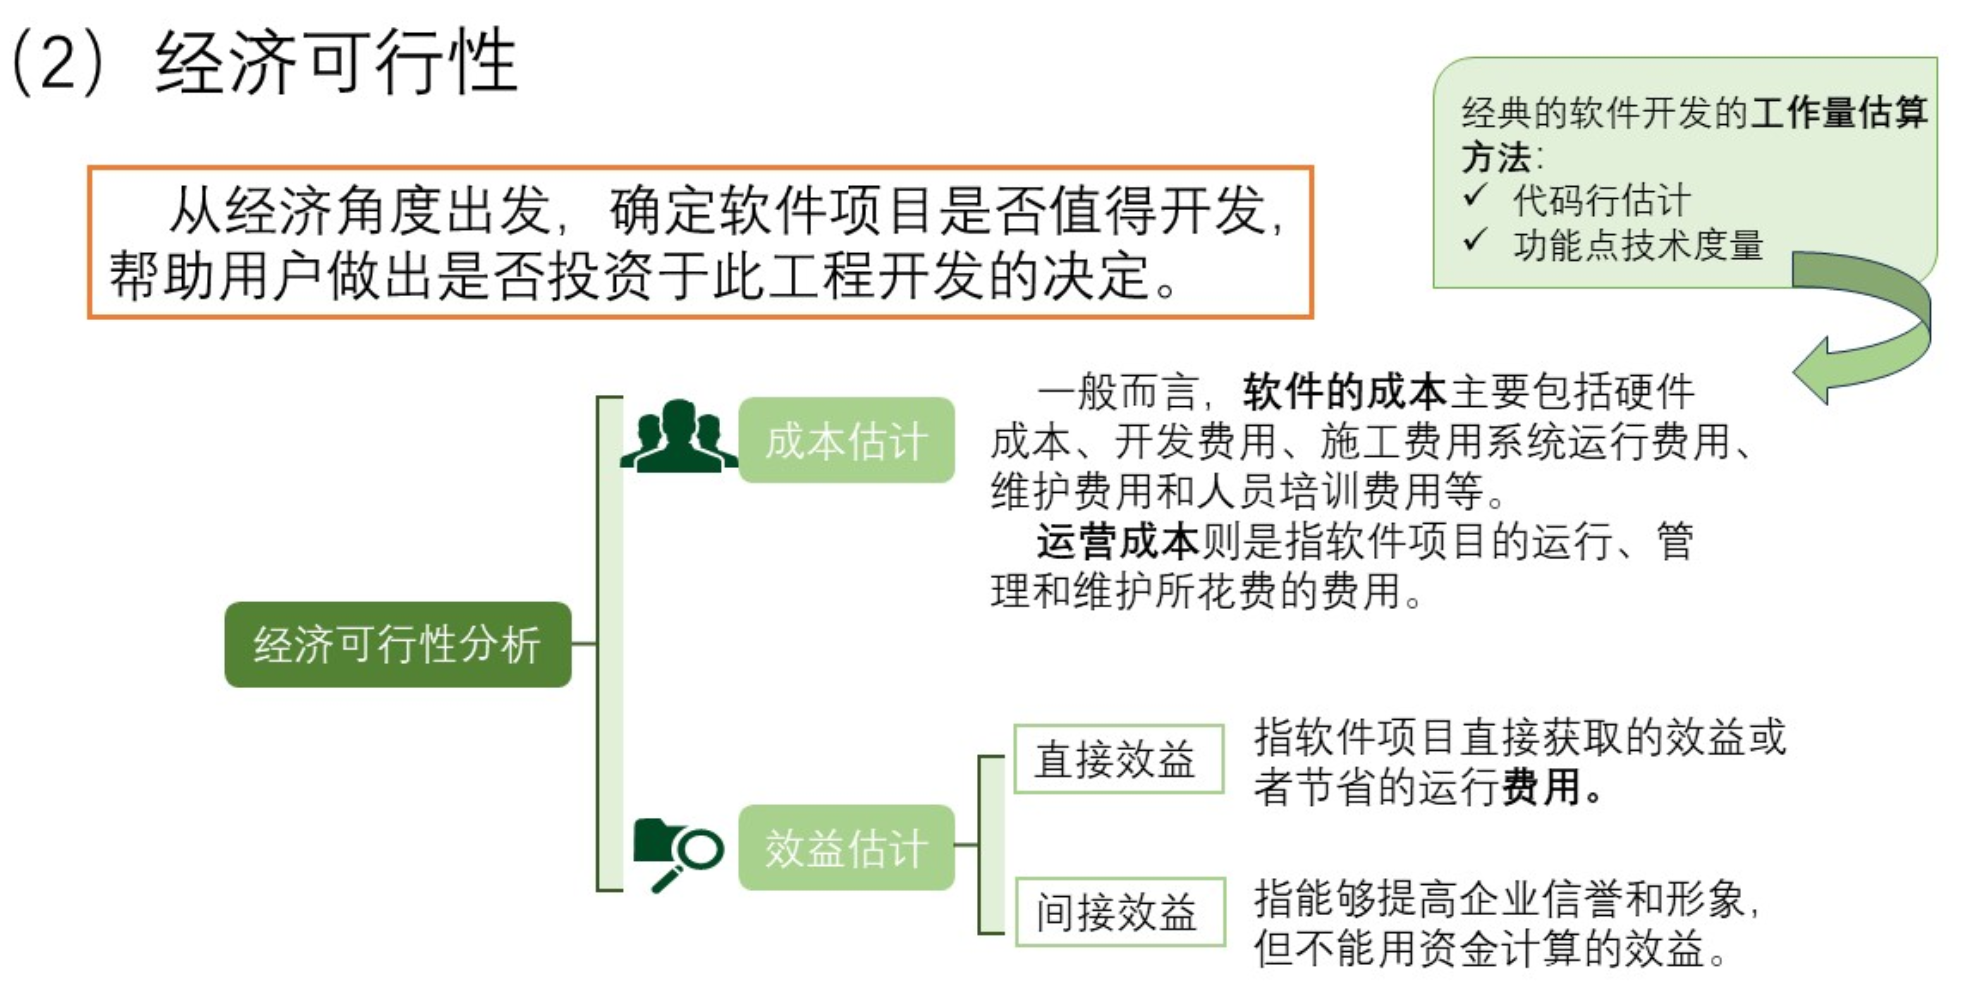 （2）经济可行性
从经济角度出发，确定软件项目是否值得开发，
帮助用户做出是否投资于此工程开发的决定。
经典的软件开发的工作量估算
方法：
✓ 代码行估计
✓ 功能点技术度量
经济可行性分析
成本估计
一般而言，软件的成本主要包括硬件
成本、开发费用、施工费用系统运行费用、
维护费用和人员培训费用等。
运营成本则是指软件项目的运行、管
理和维护所花费的费用。
效益估计
直接效益
指软件项目直接获取的效益或
者节省的运行费用。
间接效益
指能够提高企业信誉和形象，
但不能用资金计算的效益。